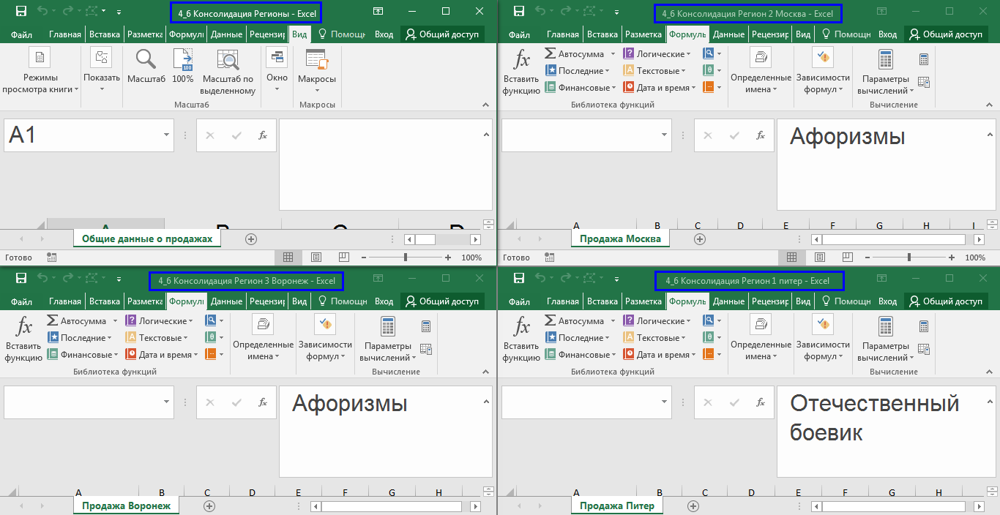 4_6 Консолидация Регионы - Excel
Файл Главная Вставка Разметка Формулы Данные Рецензир Вид Помощн Вход Общий доступ
Режимы просмотра книги
Показать
Масштаб
100%
Масштаб по выделенному
Окно
Макросы
Масштаб
Макросы
A1
fx
A B C D
Общие данные о продажах
Готово
100%
4_6 Консолидация Регион 2 Москва - Excel
Файл Главная Вставка Разметка Формуль Данные Рецензир Вид Помощн Вход Общий доступ
fx
Вставить функцию
Σ Автосумма
Последние
Финансовые
Логические
Текстовые
Дата и время
Определенные имена
Зависимости формул
Параметры вычислений
Библиотека функций
Вычисление
fx
Афоризмы
A B C D E F G H I
Продажа Москва
Готово
100%
4_6 Консолидация Регион 3 Воронеж - Excel
Файл Главная Вставка Разметка Формуль Данные Рецензир Вид Помощн Вход Общий доступ
fx
Вставить функцию
Σ Автосумма
Последние
Финансовые
Логические
Текстовые
Дата и время
Определенные имена
Зависимости формул
Параметры вычислений
Библиотека функций
Вычисление
fx
Афоризмы
A B C D E F G H
Продажа Воронеж
4_6 Консолидация Регион 1 питер - Excel
Файл Главная Вставка Разметка Формуль Данные Рецензир Вид Помощн Вход Общий доступ
fx
Вставить функцию
Σ Автосумма
Последние
Финансовые
Логические
Текстовые
Дата и время
Определенные имена
Зависимости формул
Параметры вычислений
Библиотека функций
Вычисление
fx
Отечественный
боевик
A B C D E F G H
Продажа Питер